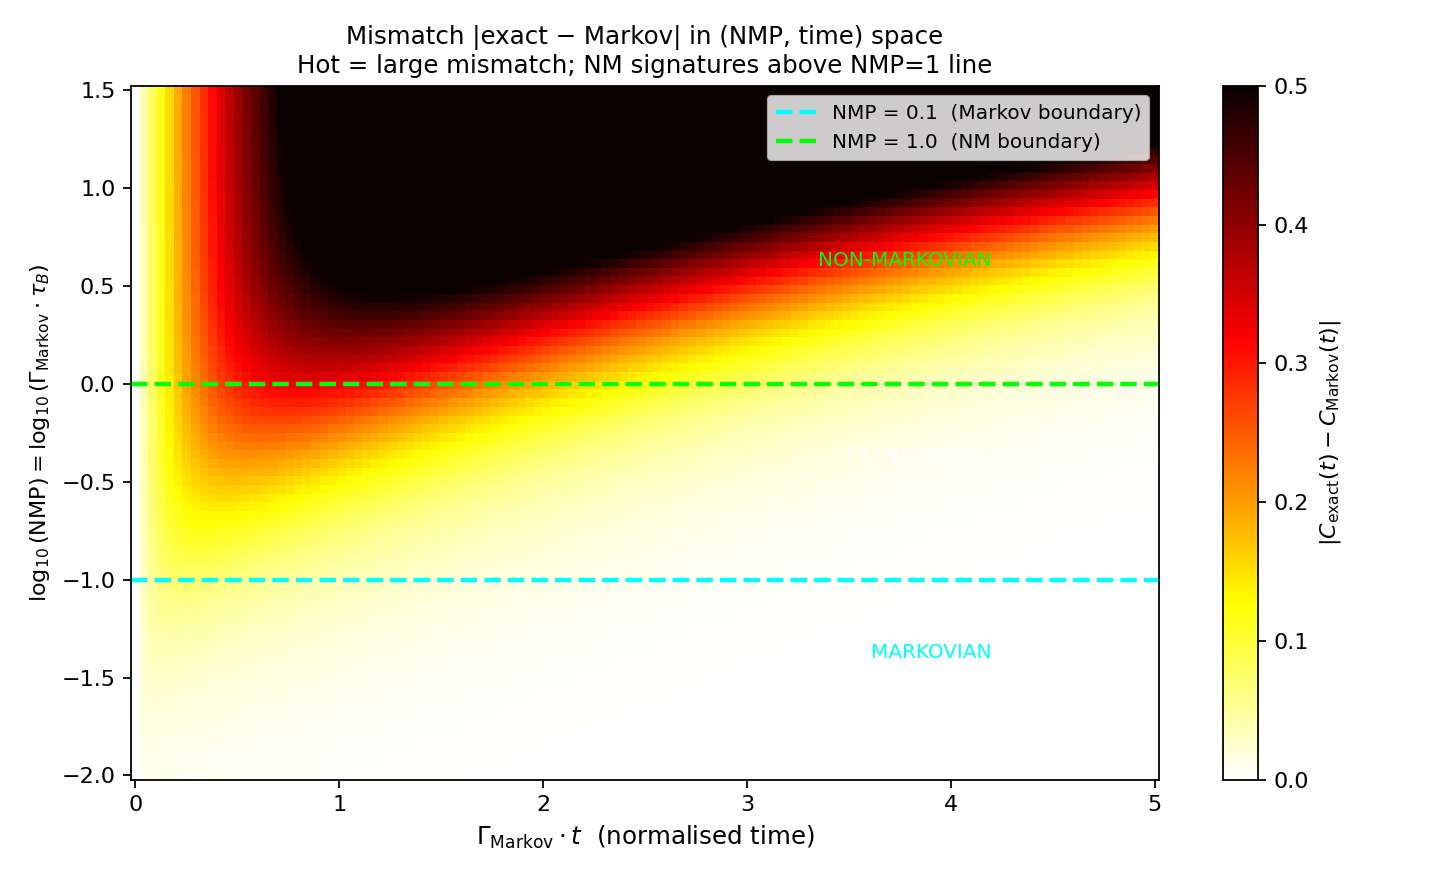 Mismatch |exact − Markov| in (NMP, time) space
Hot = large mismatch; NM signatures above NMP=1 line
NMP = 0.1 (Markov boundary)
NMP = 1.0 (NM boundary)
1.5
1.0
0.5
0.0
−0.5
−1.0
−1.5
−2.0
log₁₀(NMP) = log₁₀(Γ_Markov · τ_B)
NON-MARKOVIAN
MARKOVIAN
0 1 2 3 4 5
Γ_Markov · t (normalised time)
0.5
0.4
0.3
0.2
0.1
0.0
|C_exact(t) − C_Markov(t)|